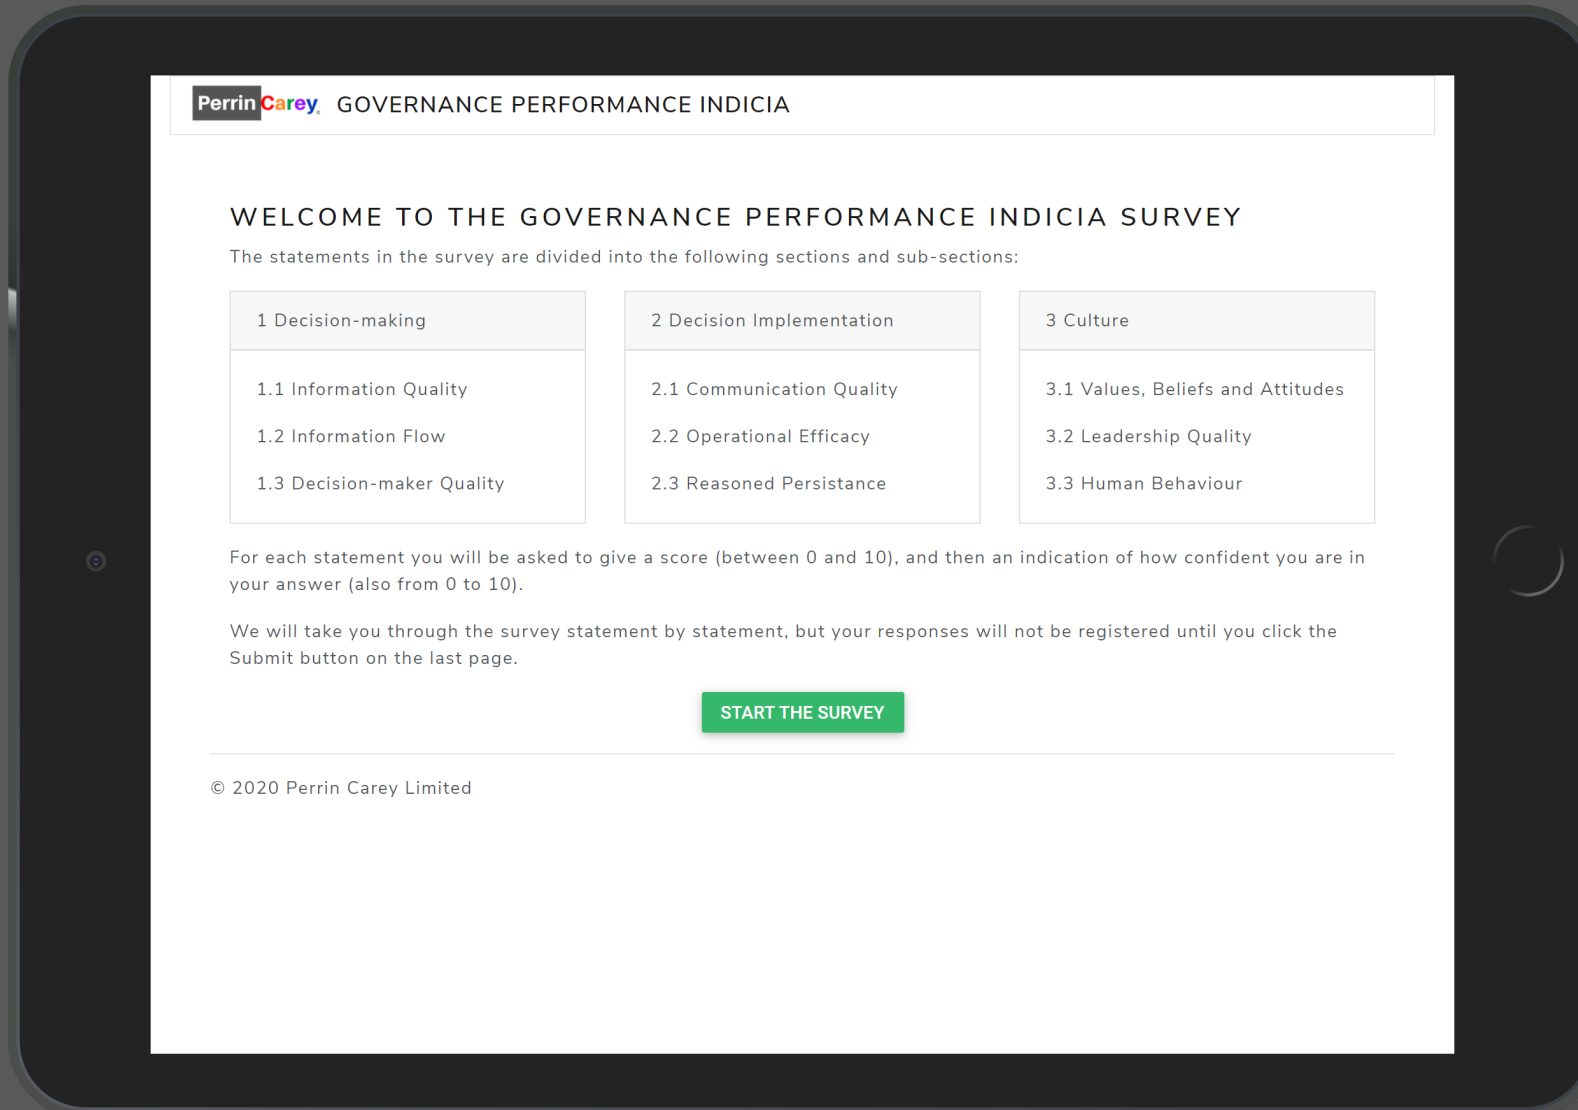 PerrinCarey® GOVERNANCE PERFORMANCE INDICIA
WELCOME TO THE GOVERNANCE PERFORMANCE INDICIA SURVEY
The statements in the survey are divided into the following sections and sub-sections:
1 Decision-making
1.1 Information Quality
1.2 Information Flow
1.3 Decision-maker Quality
2 Decision Implementation
2.1 Communication Quality
2.2 Operational Efficacy
2.3 Reasoned Persistance
3 Culture
3.1 Values, Beliefs and Attitudes
3.2 Leadership Quality
3.3 Human Behaviour
For each statement you will be asked to give a score (between 0 and 10), and then an indication of how confident you are in
your answer (also from 0 to 10).
We will take you through the survey statement by statement, but your responses will not be registered until you click the
Submit button on the last page.
START THE SURVEY
© 2020 Perrin Carey Limited